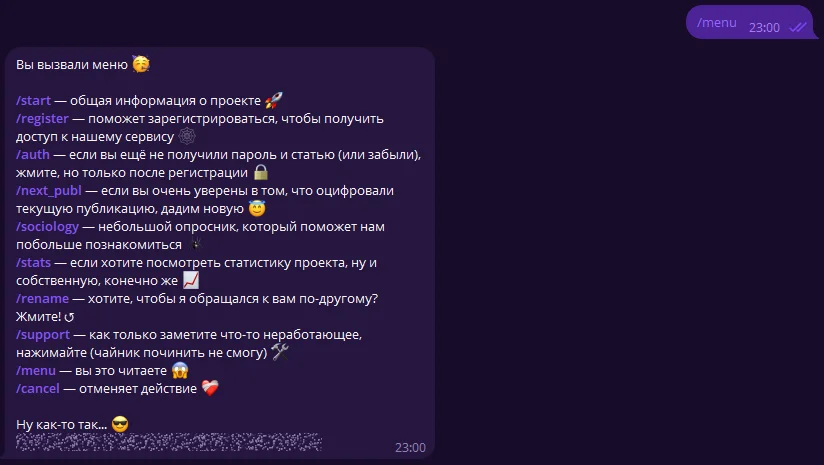 /menu 23:00
Вы вызвали меню 🥳
/start — общая информация о проекте 🚀
/register — поможет зарегистрироваться, чтобы получить
доступ к нашему сервису 🕸
/auth — если вы ещё не получили пароль и статью (или забыли),
жмите, но только после регистрации 🔒
/next_publ — если вы очень уверены в том, что оцифровали
текущую публикацию, дадим новую 😇
/sociology — небольшой опросник, который поможет нам
побольше познакомиться
/stats — если хотите посмотреть статистику проекта, ну и
собственную, конечно же 📈
/rename — хотите, чтобы я обращался к вам по-другому?
Жмите! ↺
/support — как только заметите что-то неработающее,
нажимайте (чайник починить не смогу) 🛠
/menu — вы это читаете 😱
/cancel — отменяет действие ❤️‍🩹
Ну как-то так... 😎
23:00